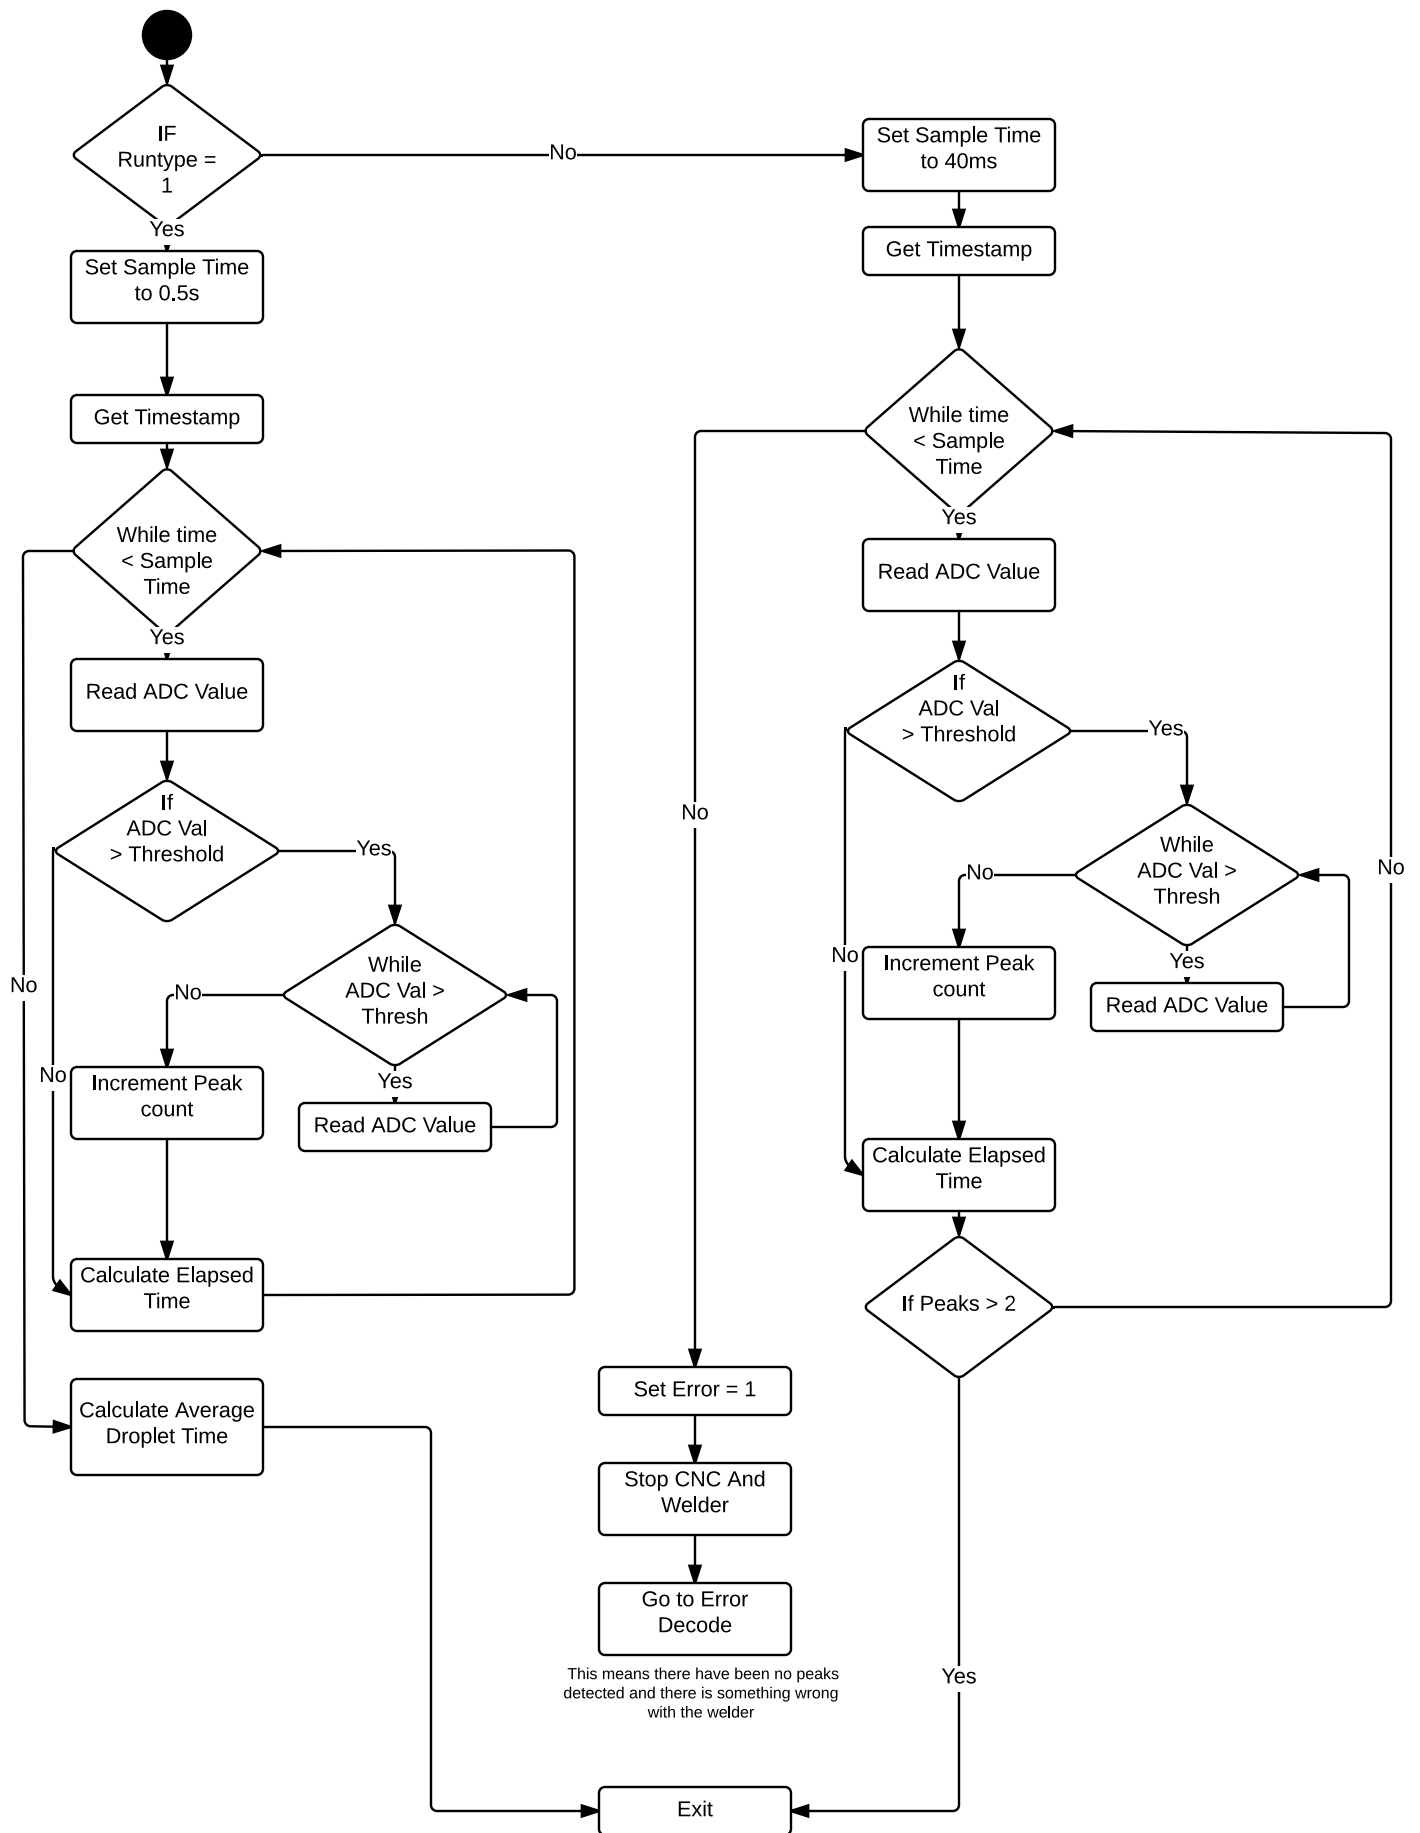 IF
Runtype =
1
No
Set Sample Time
to 40ms
Yes
Get Timestamp
Set Sample Time
to 0.5s
Get Timestamp
While time
< Sample
Time
Yes
Read ADC Value
If
ADC Val
> Threshold
Yes
No
Increment Peak
count
No
While
ADC Val >
Thresh
Yes
Read ADC Value
No
Calculate Elapsed
Time
No
Calculate Average
Droplet Time
While time
< Sample
Time
Yes
Read ADC Value
If
ADC Val
> Threshold
Yes
No
While
ADC Val >
Thresh
Yes
Read ADC Value
No
Increment Peak
count
No
Calculate Elapsed
Time
If Peaks > 2
No
Set Error = 1
Stop CNC And
Welder
Go to Error
Decode
This means there have been no peaks
detected and there is something wrong
with the welder
Yes
Exit